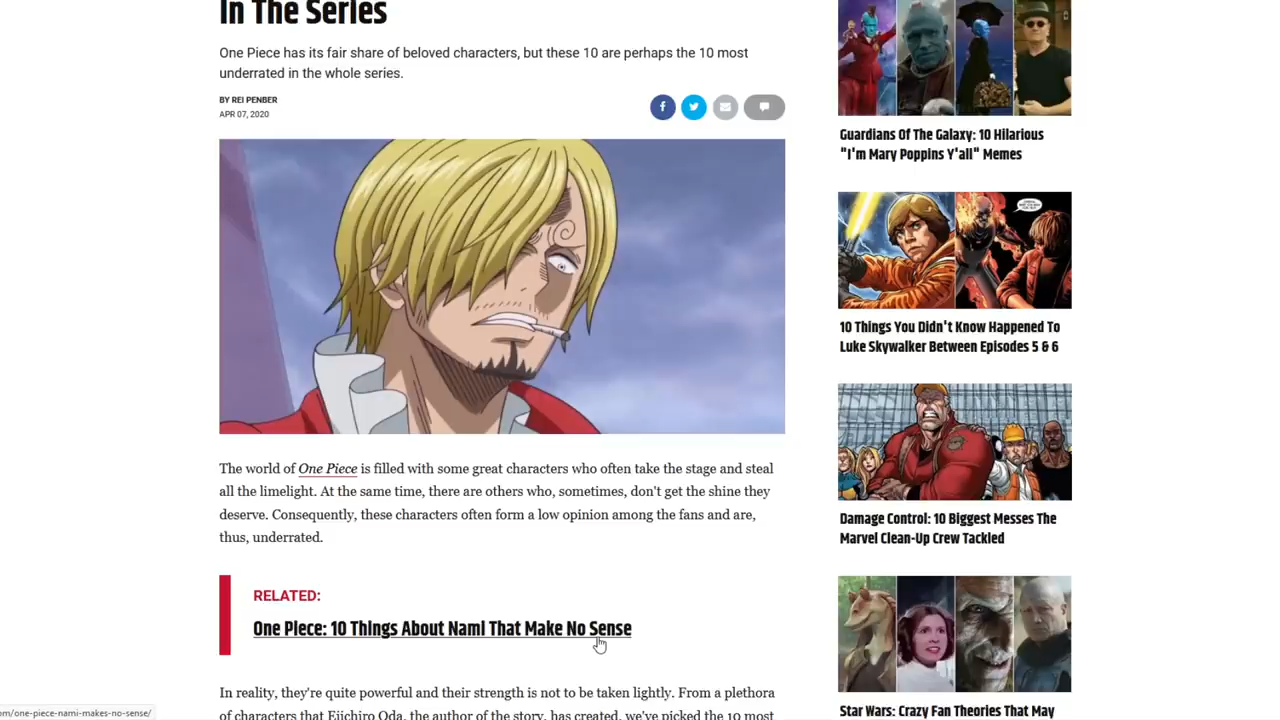 In The Series
One Piece has its fair share of beloved characters, but these 10 are perhaps the 10 most
underrated in the whole series.
BY REI PENBER
APR 07, 2020
The world of One Piece is filled with some great characters who often take the stage and steal
all the limelight. At the same time, there are others who, sometimes, don't get the shine they
deserve. Consequently, these characters often form a low opinion among the fans and are,
thus, underrated.
RELATED:
One Piece: 10 Things About Nami That Make No Sense
In reality, they're quite powerful and their strength is not to be taken lightly. From a plethora
of characters that Eiichiro Oda, the author of the story, has created, we've picked the 10 most
om/one-piece-nami-makes-no-sense/
Guardians Of The Galaxy: 10 Hilarious
"I'm Mary Poppins Y'all" Memes
10 Things You Didn't Know Happened To
Luke Skywalker Between Episodes 5 & 6
Damage Control: 10 Biggest Messes The
Marvel Clean-Up Crew Tackled
Star Wars: Crazy Fan Theories That May